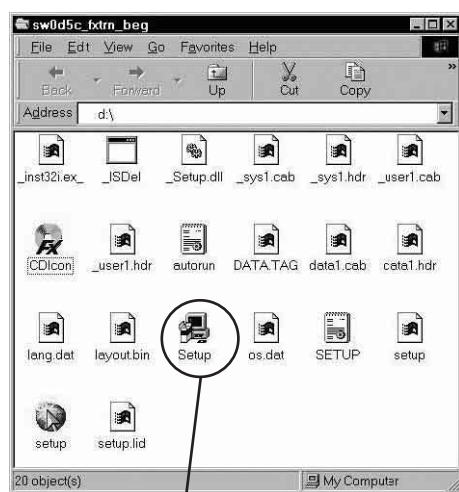 sw0d5c_fxtrn_beg
File Edt View Go Favorites Help
Back Forward Up Cut Copy »
Address d:\
_inst32i.ex_ _ISDel _Setup.dll _sys1.cab _sys1.hdr _user1.cab
CDIcon _user1.hdr autorun DATA.TAG data1.cab cata1.hdr
lang.dat layout.bin Setup os.dat SETUP setup
setup setup.lid
20 object(s) My Computer